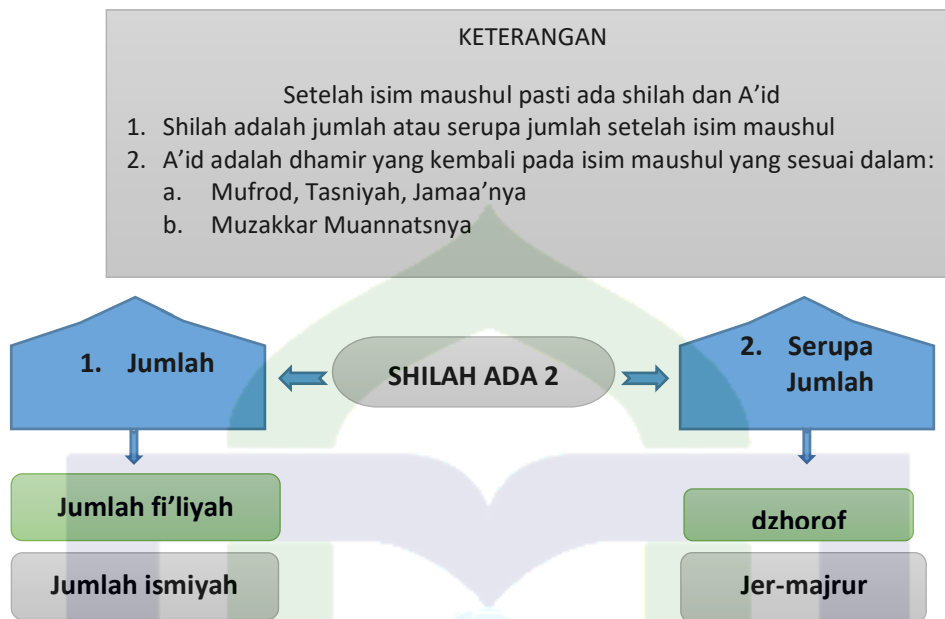 KETERANGAN
Setelah isim maushul pasti ada shilah dan A’id
1. Shilah adalah jumlah atau serupa jumlah setelah isim maushul
2. A’id adalah dhamir yang kembali pada isim maushul yang sesuai dalam:
a. Mufrod, Tasniyah, Jamaa’nya
b. Muzakkar Muannatsnya
1. Jumlah
SHILAH ADA 2
2. Serupa
Jumlah
Jumlah fi’liyah
dzhorof
Jumlah ismiyah
Jer-majrur